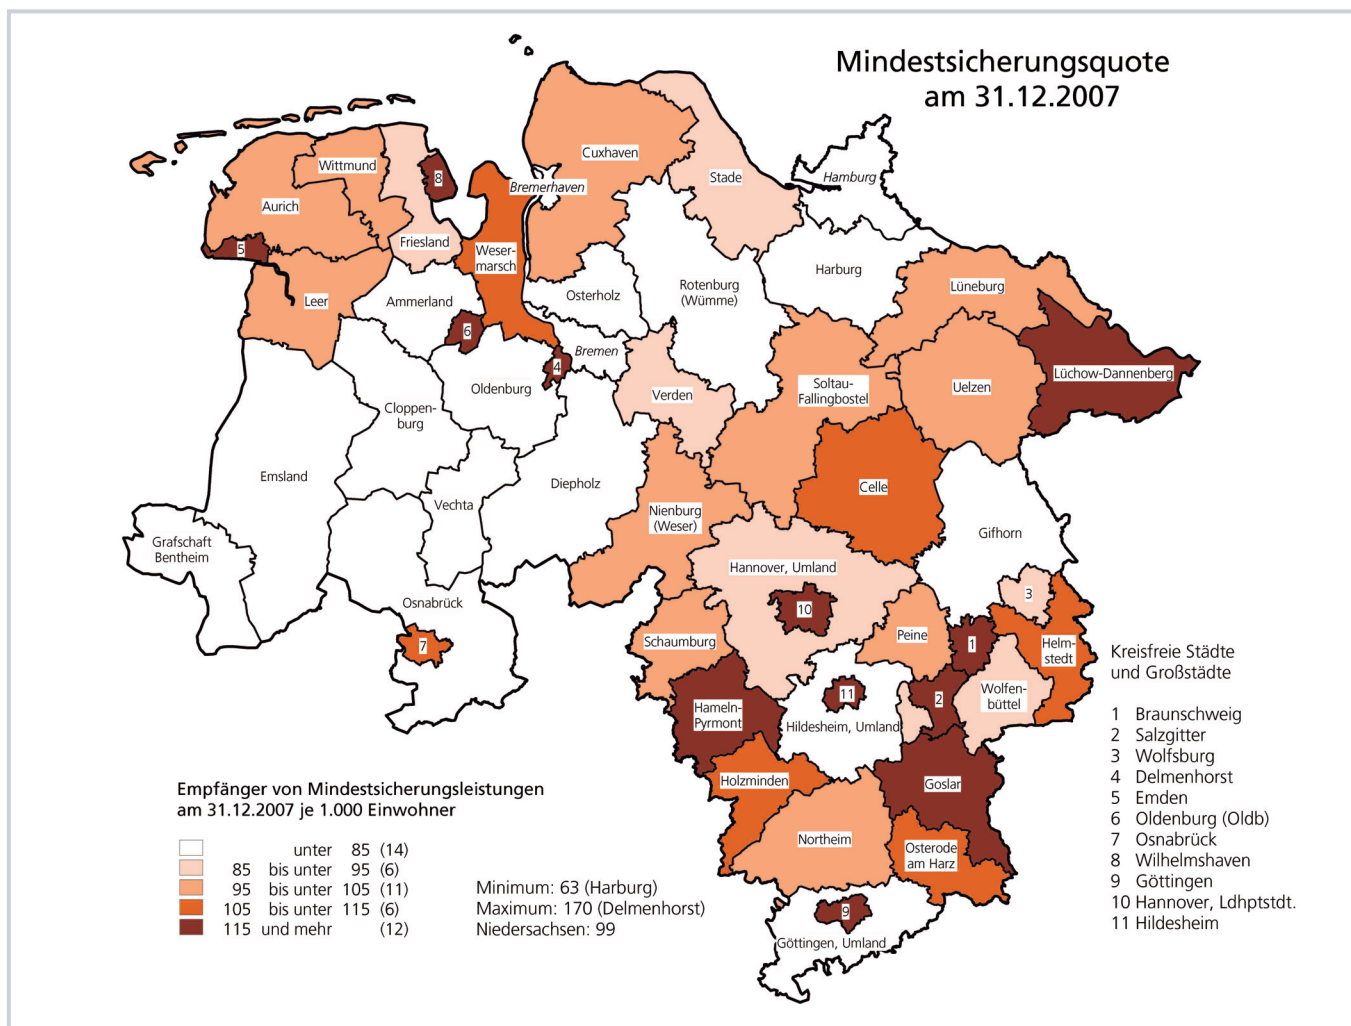 Mindestsicherungsquote
am 31.12.2007
Cuxhaven
Wittmund
Stade
Hamburg
8
Bremerhaven
Aurich
Friesland
5
Weser-
marsch
Harburg
Rotenburg
(Wümme)
Lüneburg
Osterholz
Leer
Ammerland
6
Bremen
4
Lüchow-Dannenberg
Oldenburg
Soltau-
Fallingbostel
Uelzen
Verden
Cloppen-
burg
Emsland
Diepholz
Celle
Vechta
Nienburg
(Weser)
Gifhorn
Grafschaft
Bentheim
Hannover, Umland
3
Osnabrück
10
7
Schaumburg
Peine
1
Helm-
stedt
Wolfen-
büttel
11
2
Hameln-
Pyrmont
Hildesheim, Umland
Holzminden
Goslar
Northeim
Osterode
am Harz
9
Göttingen, Umland
Kreisfreie Städte
und Großstädte
1 Braunschweig
2 Salzgitter
3 Wolfsburg
4 Delmenhorst
5 Emden
6 Oldenburg (Oldb)
7 Osnabrück
8 Wilhelmshaven
9 Göttingen
10 Hannover, Ldhptstdt.
11 Hildesheim
Empfänger von Mindestsicherungsleistungen
am 31.12.2007 je 1.000 Einwohner
unter 85 (14)
85 bis unter 95 (6)
95 bis unter 105 (11)
105 bis unter 115 (6)
115 und mehr (12)
Minimum: 63 (Harburg)
Maximum: 170 (Delmenhorst)
Niedersachsen: 99